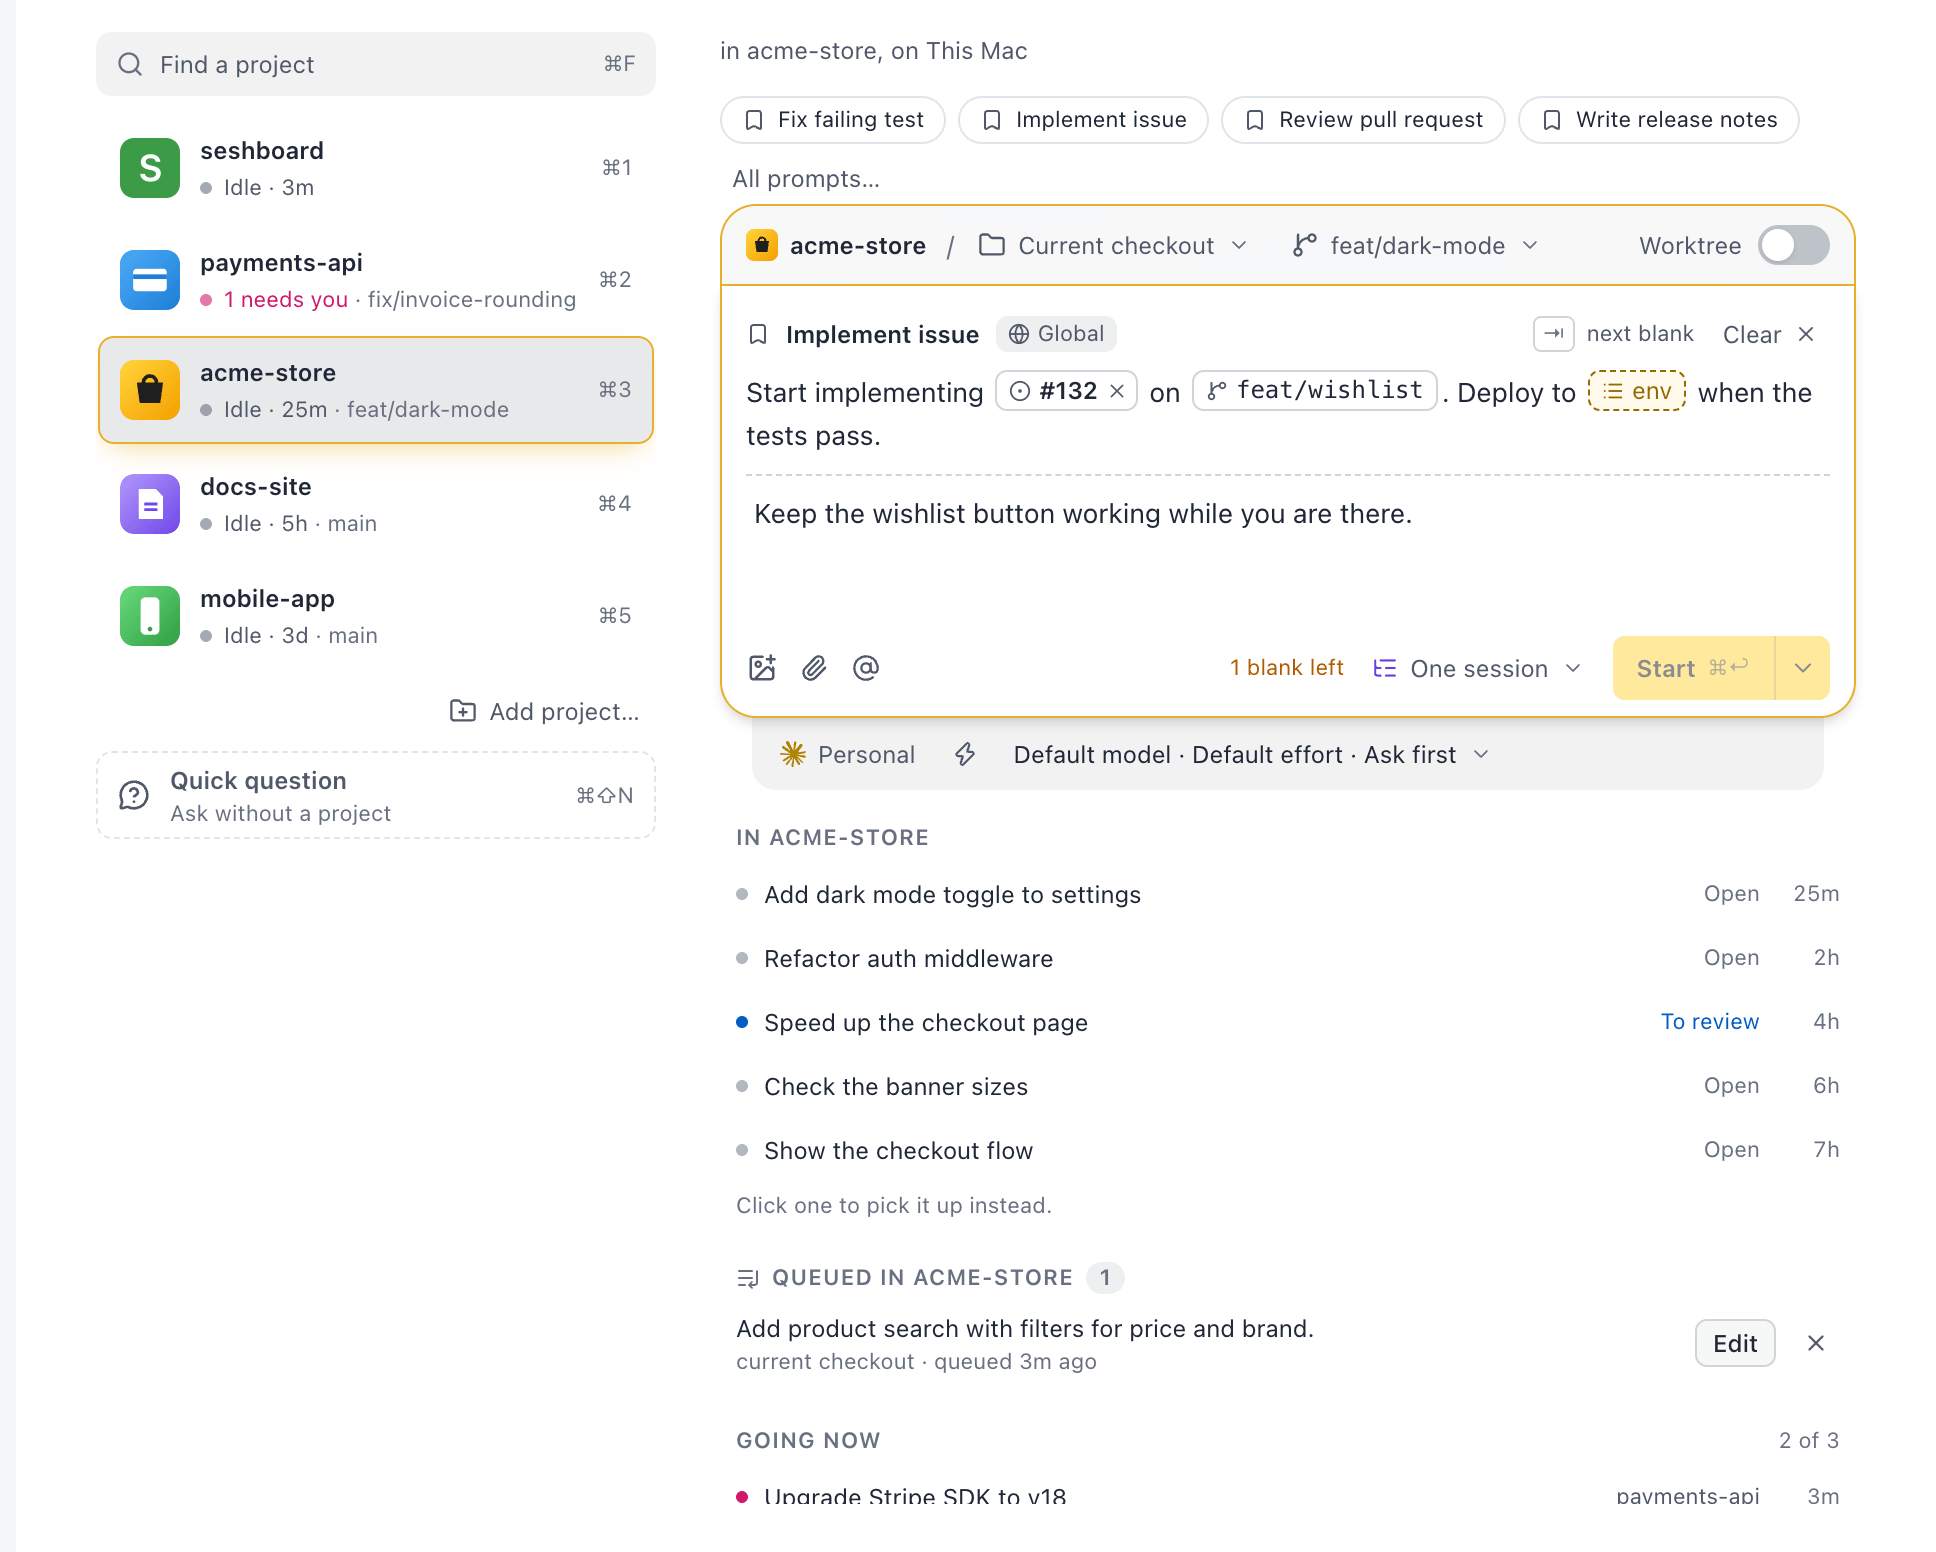 Find a project ⌘F
S
seshboard
Idle · 3m
⌘1
payments-api
1 needs you · fix/invoice-rounding
⌘2
acme-store
Idle · 25m · feat/dark-mode
⌘3
docs-site
Idle · 5h · main
⌘4
mobile-app
Idle · 3d · main
⌘5
Add project...
Quick question
Ask without a project
⌘⇧N
in acme-store, on This Mac
Fix failing test
Implement issue
Review pull request
Write release notes
All prompts...
acme-store / Current checkout feat/dark-mode Worktree
Implement issue Global next blank Clear
Start implementing #132 on feat/wishlist. Deploy to env when the
tests pass.
Keep the wishlist button working while you are there.
1 blank left One session Start ⌘↩
Personal Default model · Default effort · Ask first
IN ACME-STORE
Add dark mode toggle to settings Open 25m
Refactor auth middleware Open 2h
Speed up the checkout page To review 4h
Check the banner sizes Open 6h
Show the checkout flow Open 7h
Click one to pick it up instead.
QUEUED IN ACME-STORE 1
Add product search with filters for price and brand.
current checkout · queued 3m ago
Edit
GOING NOW 2 of 3
Upgrade Stripe SDK to v18 payments-api 3m